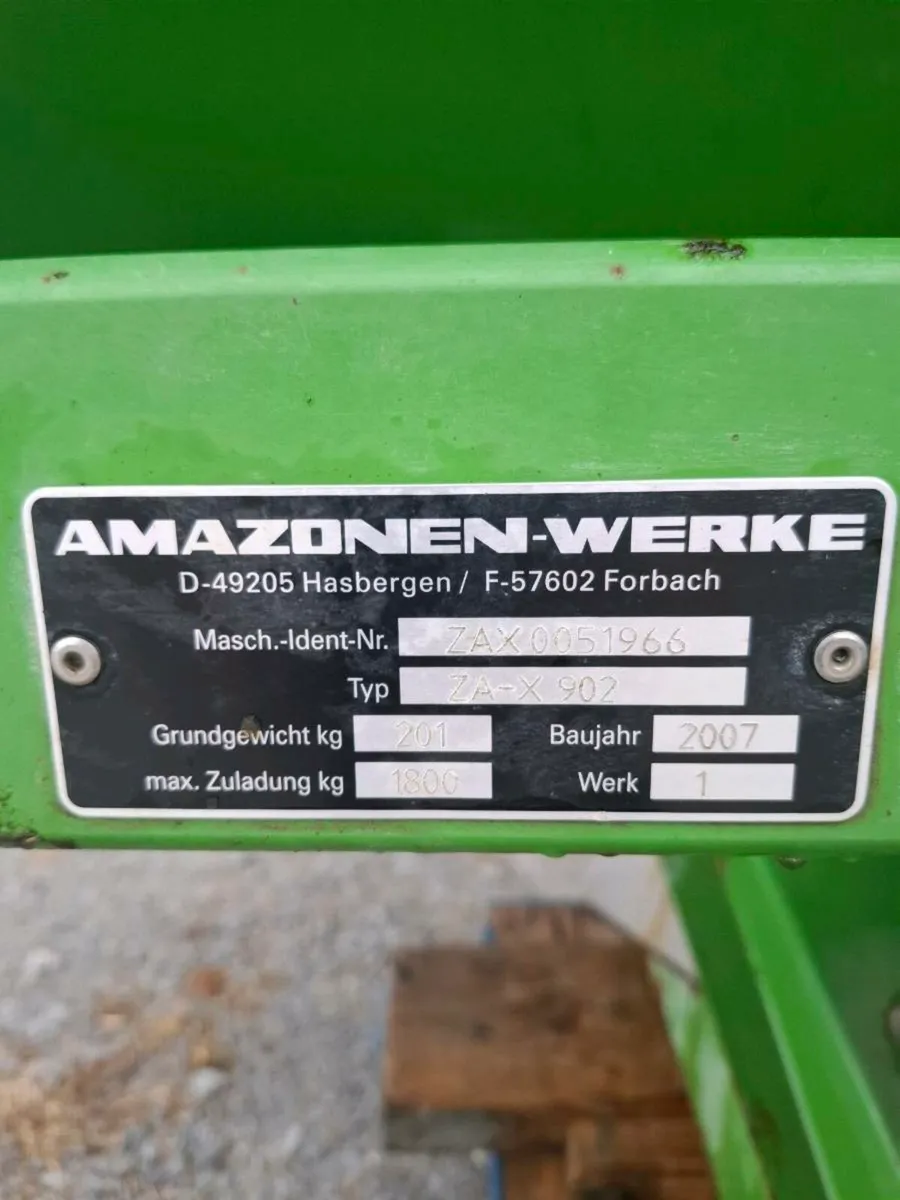 AMAZONEN-WERKE
D-49205 Hasbergen / F-57602 Forbach
Masch.-Ident-Nr. ZAX0051966
Typ ZA-X 902
Grundgewicht kg 201 Baujahr 2007
max. Zuladung kg 1800 Werk 1